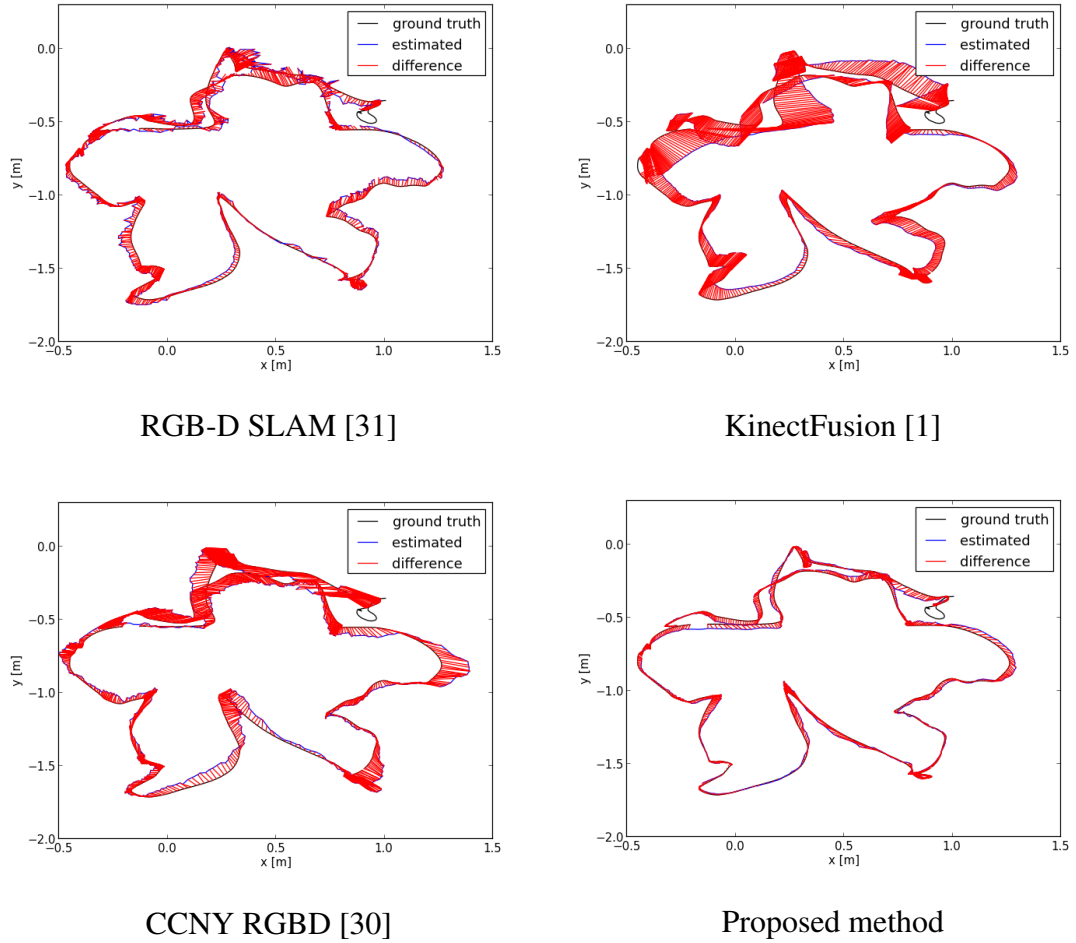 ground truth
estimated
difference
0.0
−0.5
−1.0
−1.5
−2.0
y [m]
−0.5 0.0 0.5 1.0 1.5
x [m]
RGB-D SLAM [31]
ground truth
estimated
difference
0.0
−0.5
−1.0
−1.5
−2.0
y [m]
−0.5 0.0 0.5 1.0 1.5
x [m]
KinectFusion [1]
ground truth
estimated
difference
0.0
−0.5
−1.0
−1.5
−2.0
y [m]
−0.5 0.0 0.5 1.0 1.5
x [m]
CCNY RGBD [30]
ground truth
estimated
difference
0.0
−0.5
−1.0
−1.5
−2.0
y [m]
−0.5 0.0 0.5 1.0 1.5
x [m]
Proposed method